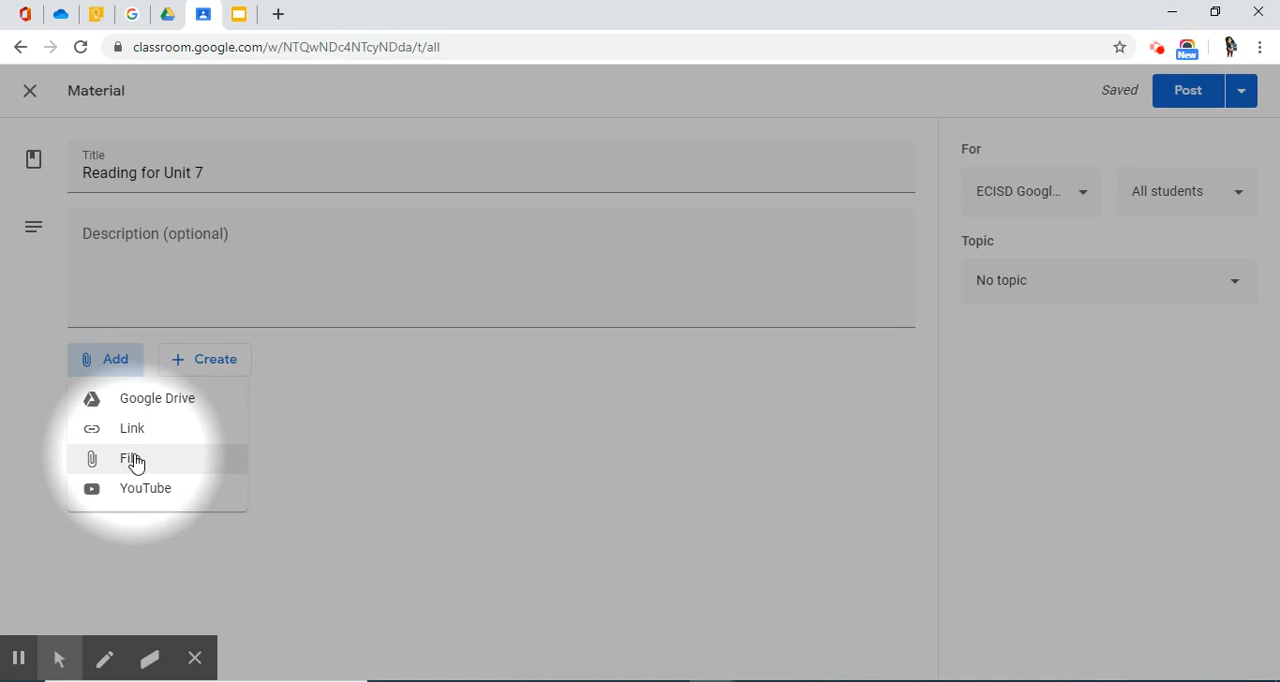 classroom.google.com/w/NTQwNDc4NTcyNDda/t/all
New
Material
Saved
Post
Title
Reading for Unit 7
Description (optional)
For
ECISD Googl...
All students
Topic
No topic
Add
Create
Google Drive
Link
YouTube